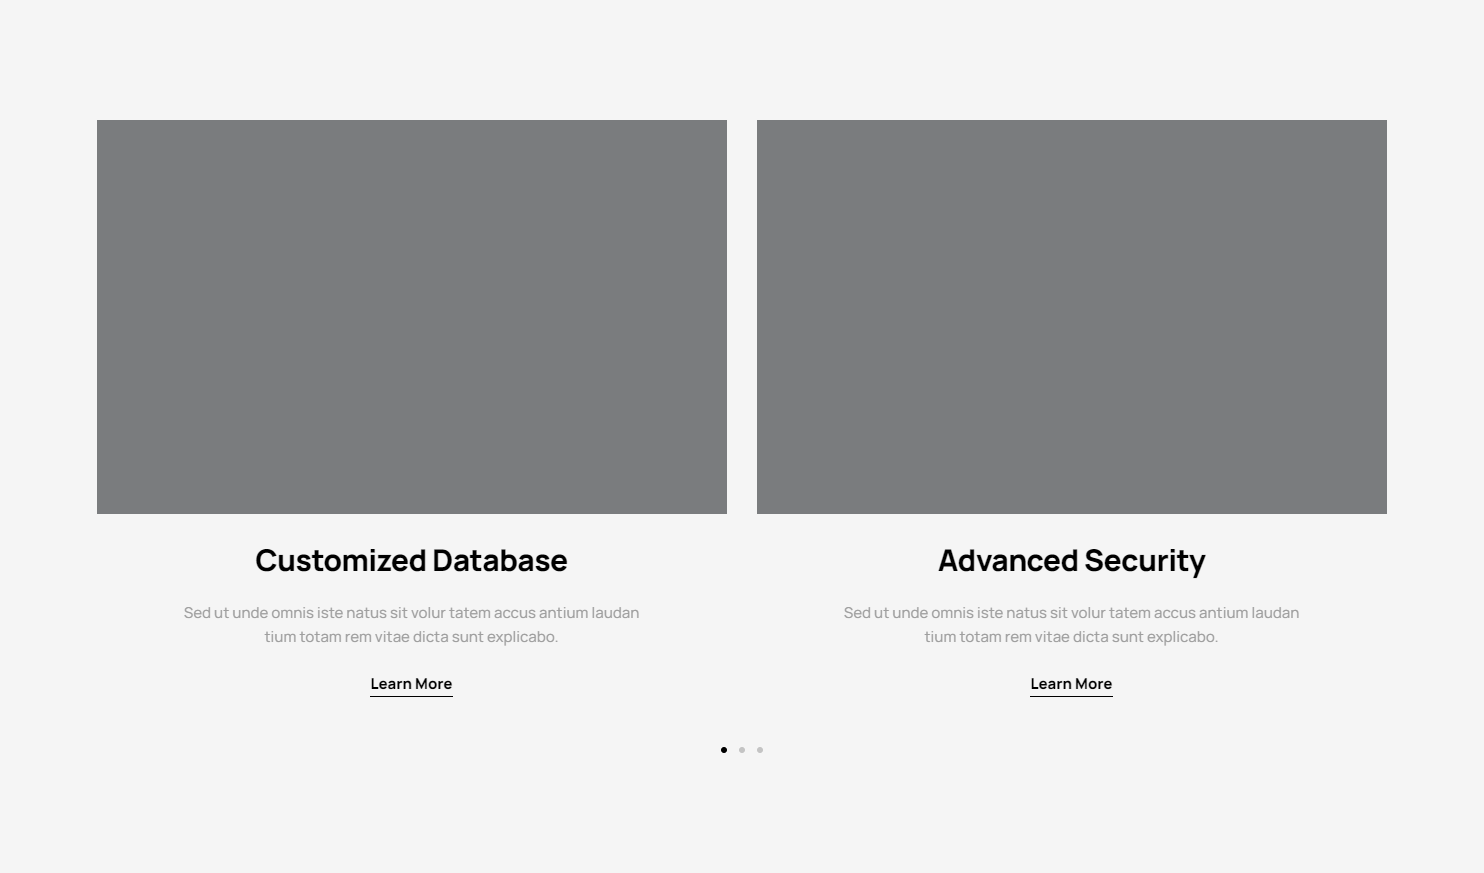 Customized Database
Sed ut unde omnis iste natus sit volur tatem accus antium laudan
tium totam rem vitae dicta sunt explicabo.
Learn More
Advanced Security
Sed ut unde omnis iste natus sit volur tatem accus antium laudan
tium totam rem vitae dicta sunt explicabo.
Learn More